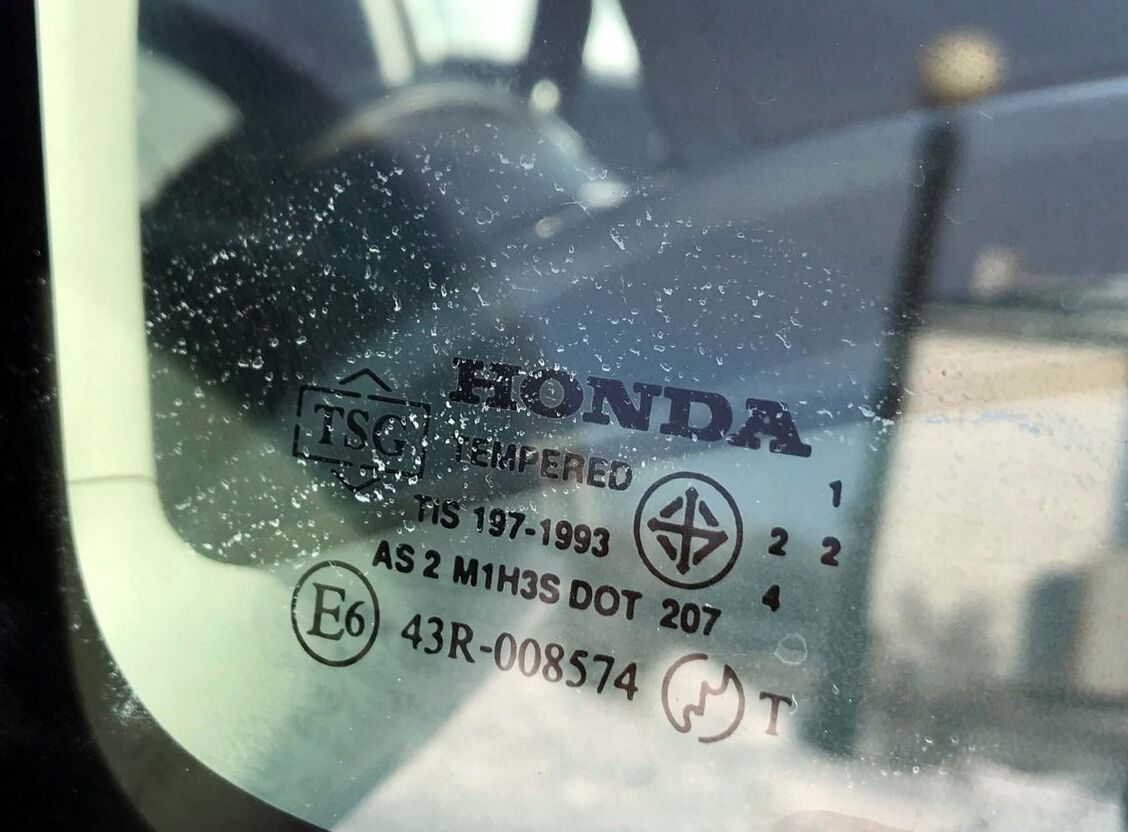 HONDA
TSG
TEMPERED
TiS 197-1993
1
2 2
4
AS 2 M1H3S DOT 207
E6 43R-008574
T